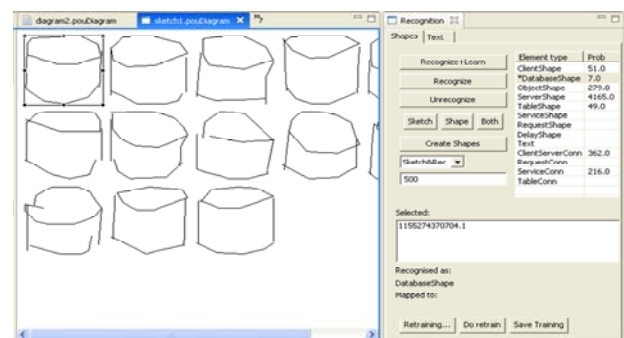 diagram2.pouDiagram
sketch1.pouDiagram
Recognition
Shapes Text
Recognize+Learn
Recognize
Unrecognize
Sketch Shape Both
Create Shapes
Sketch&Rec
500
Element type Prob
ClientShape 51.0
*DatabaseShape 7.0
ObjectShape 279.0
ServerShape 4165.0
TableShape 49.0
ServiceShape
RequestShape
DelayShape
Text
ClientServerConn 362.0
RequestConn
ServiceConn 216.0
TableConn
Selected:
1155274370704.1
Recognised as:
DatabaseShape
Mapped to:
Retraining... Do retrain Save Training